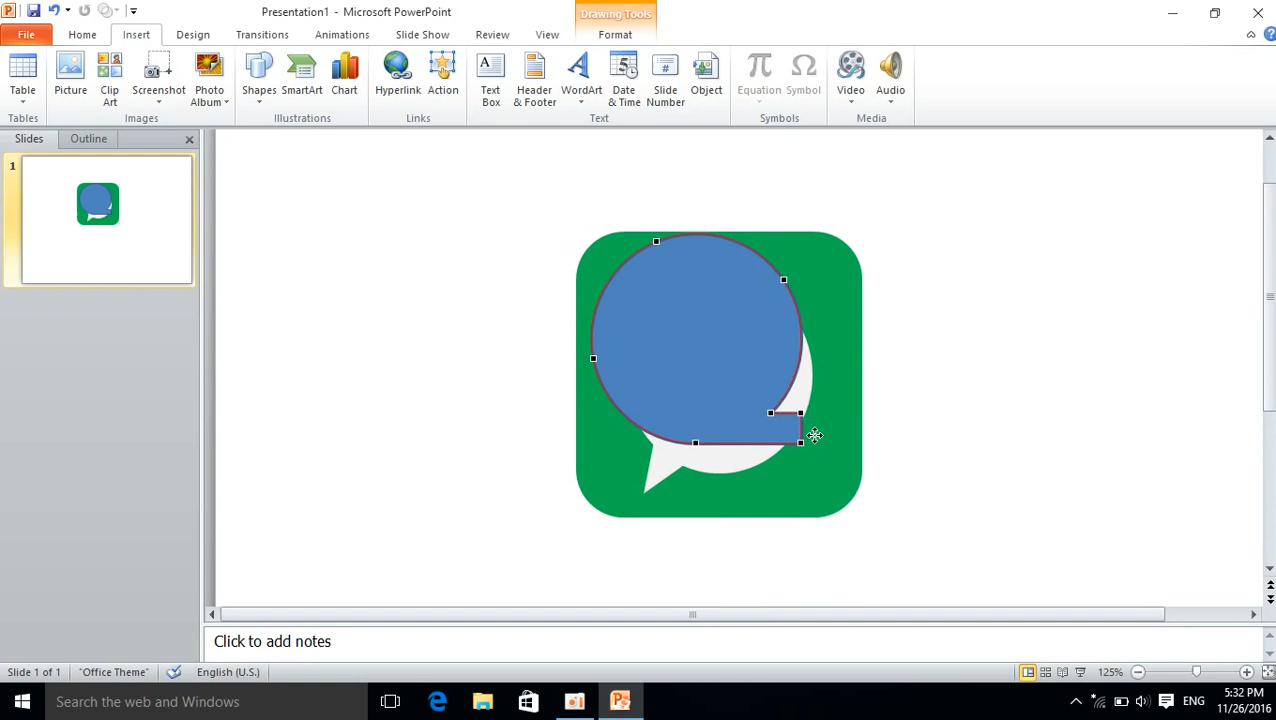 Presentation1 - Microsoft PowerPoint
Drawing Tools
File Home Insert Design Transitions Animations Slide Show Review View Format
Table Picture Clip Art Screenshot Photo Album Shapes SmartArt Chart Hyperlink Action Text Box Header & Footer WordArt Date & Time Slide Number Object Equation Symbol Video Audio
Tables Images Illustrations Links Text Symbols Media
Slides Outline
1
Click to add notes
Slide 1 of 1 "Office Theme" English (U.S.) 125%
Search the web and Windows
ENG
5:32 PM
11/26/2016